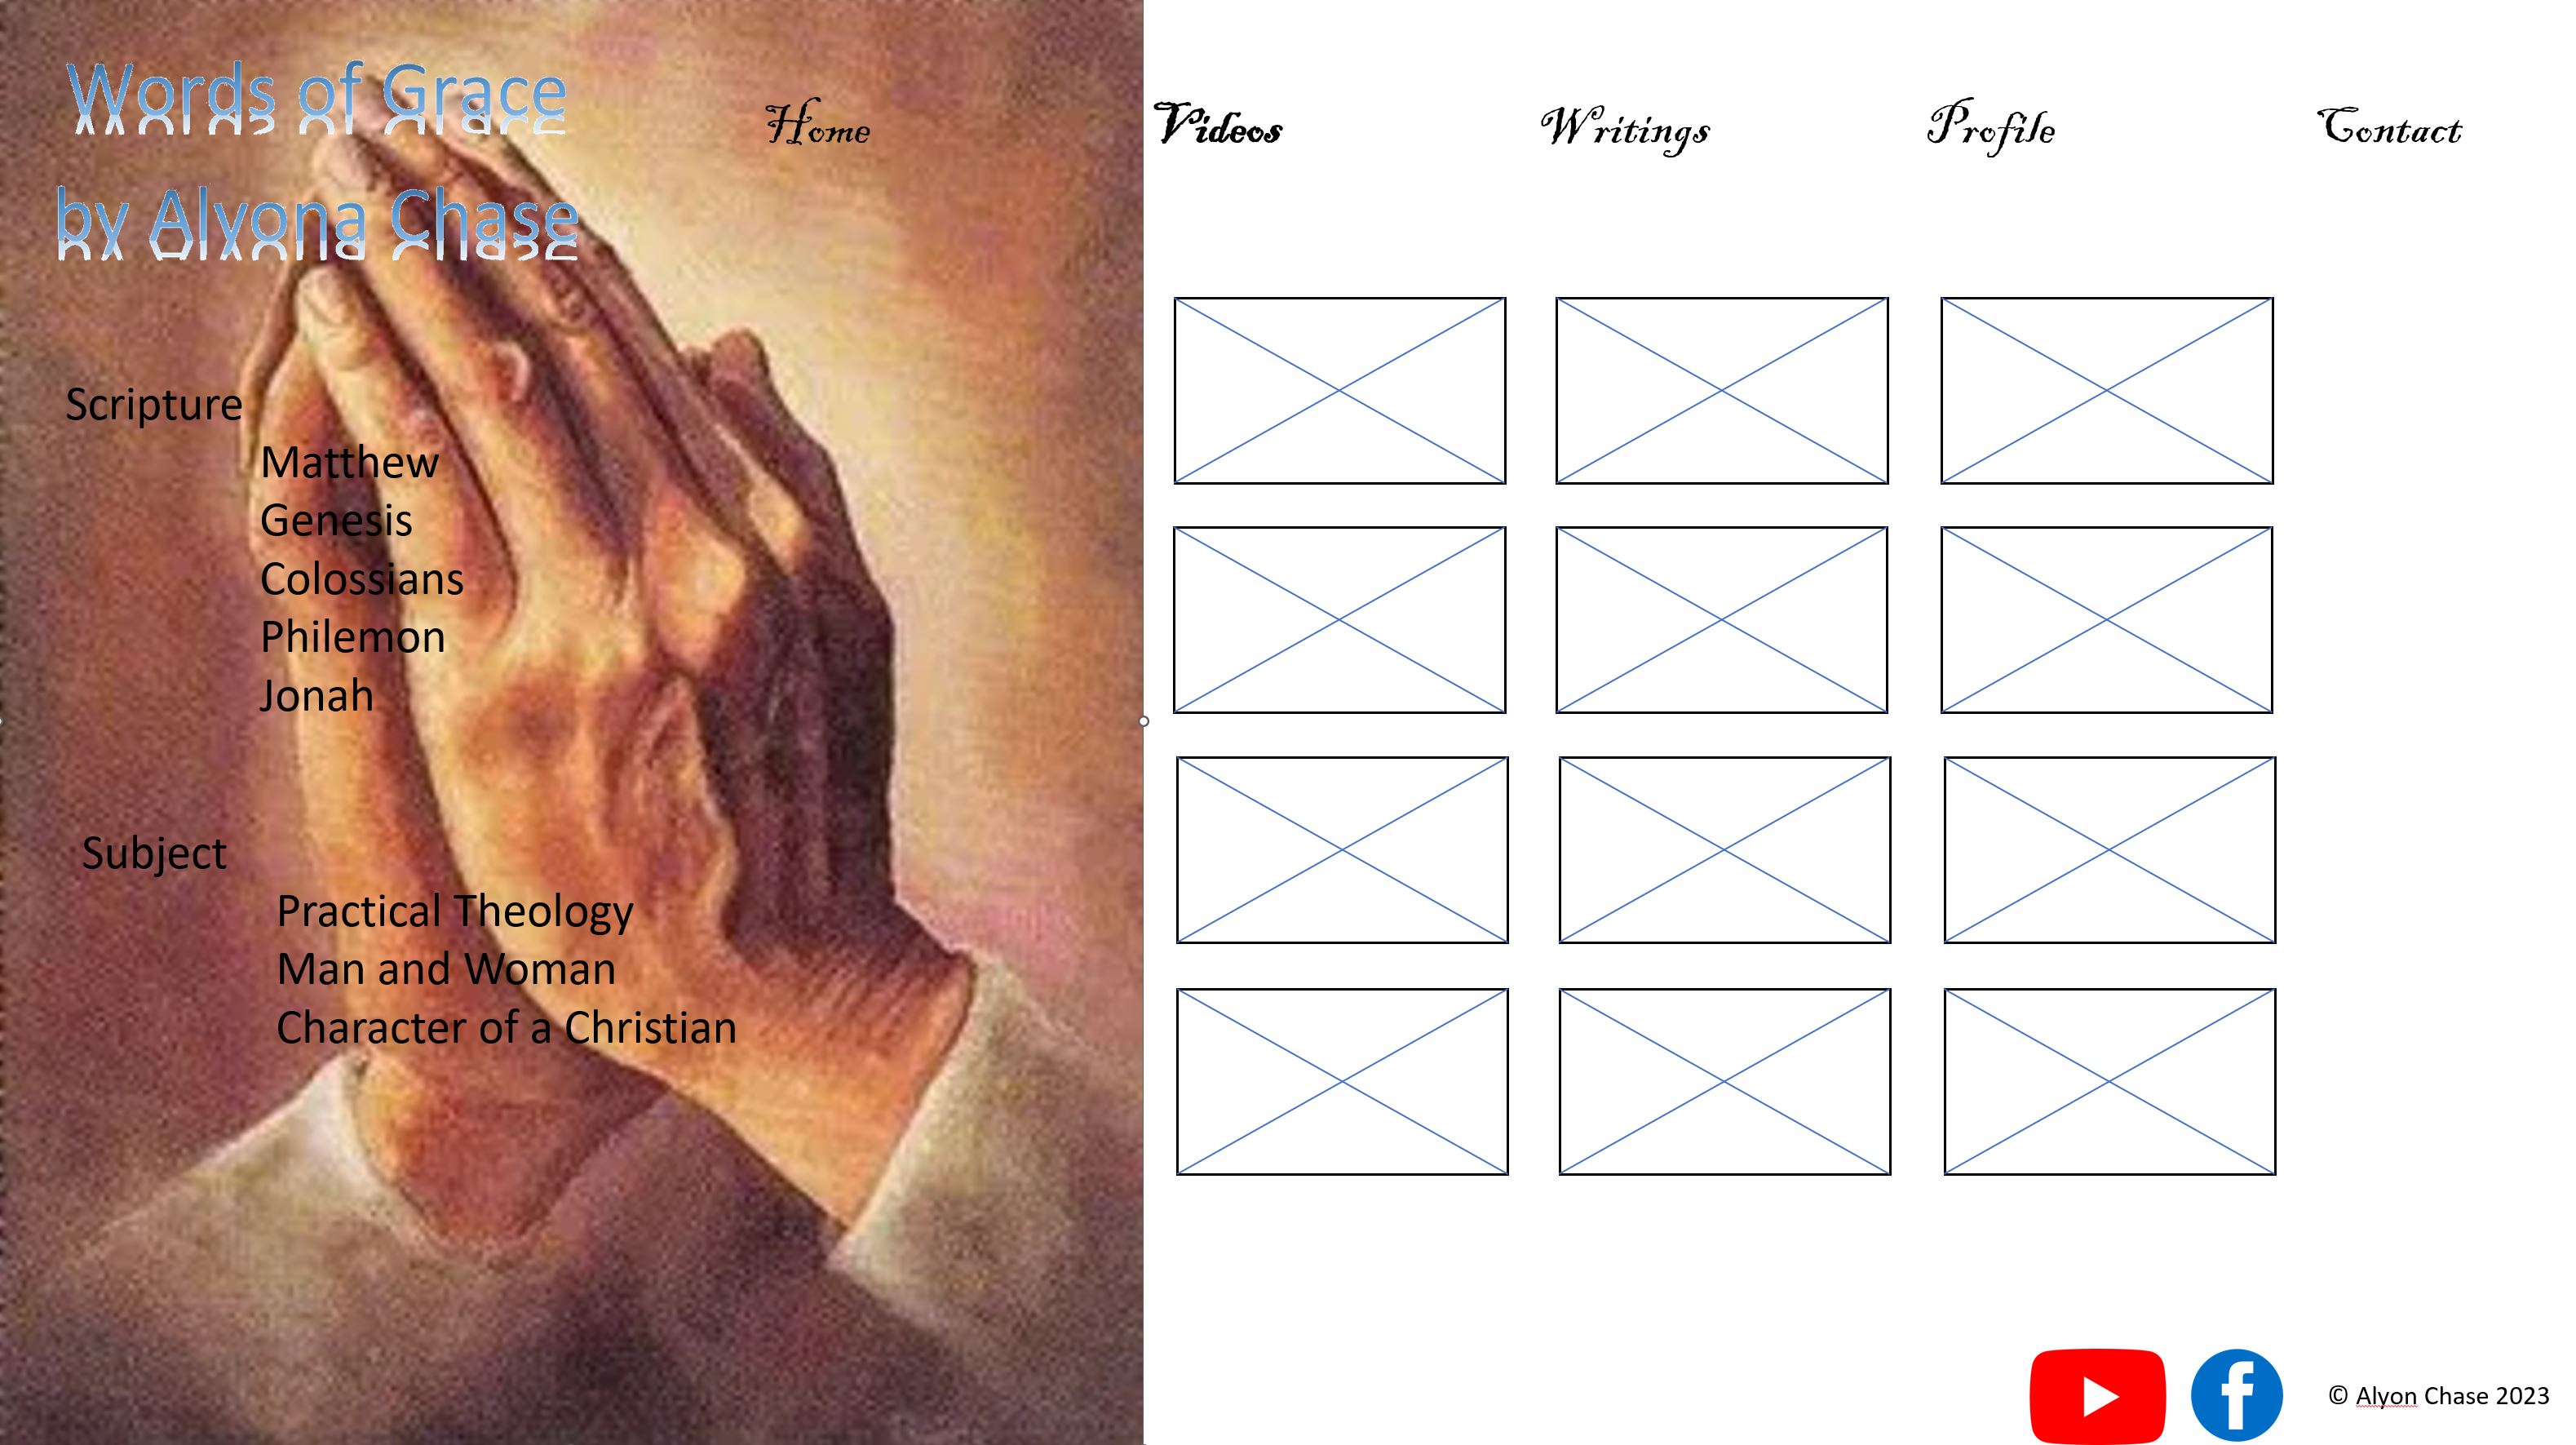 Words of Grace
by Alyona Chase
Home
Videos
Writings
Profile
Contact
Scripture
Matthew
Genesis
Colossians
Philemon
Jonah
Subject
Practical Theology
Man and Woman
Character of a Christian
© Alyon Chase 2023